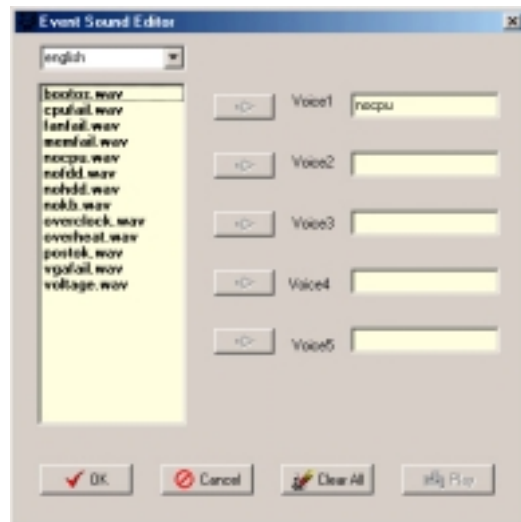 Event Sound Editor
english
bootos.wav
cpufail.wav
fanfail.wav
memfail.wav
nocpu.wav
nofdd.wav
nohdd.wav
nokb.wav
overclock.wav
overheat.wav
postok.wav
vgafail.wav
voltage.wav
Voice1
nocpu
Voice2
Voice3
Voice4
Voice5
OK
Cancel
Clear All
Play